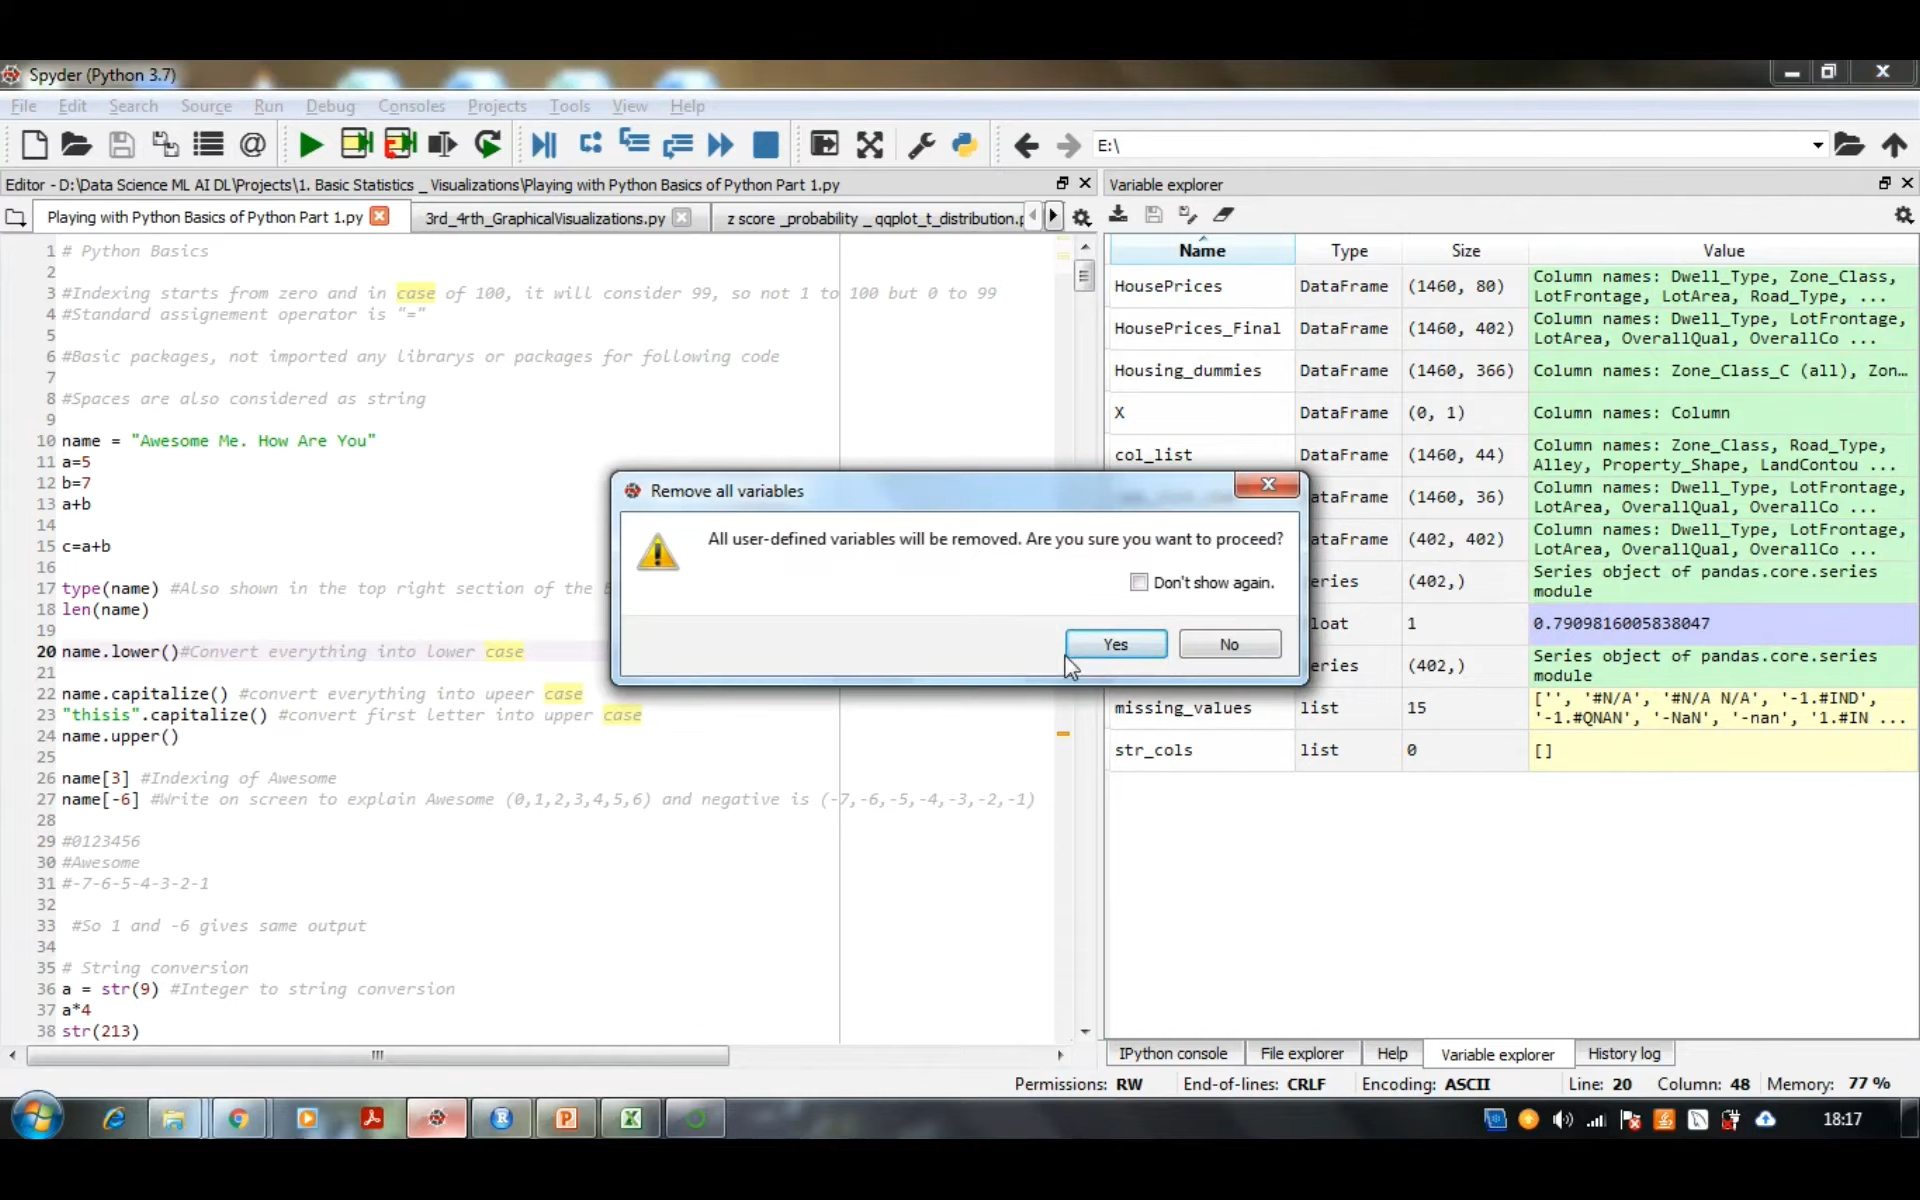 Spyder (Python 3.7)
File Edit Search Source Run Debug Consoles Projects Tools View Help
E:\
Editor - D:\Data Science ML AI DL\Projects\1. Basic Statistics _ Visualizations\Playing with Python Basics of Python Part 1.py
Variable explorer
Playing with Python Basics of Python Part 1.py
3rd_4rth_GraphicalVisualizations.py
z score _probability _ qqplot_t_distribution.p
1 # Python Basics
2
3 #Indexing starts from zero and in case of 100, it will consider 99, so not 1 to 100 but 0 to 99
4 #Standard assignement operator is "="
5
6 #Basic packages, not imported any librarys or packages for following code
7
8 #Spaces are also considered as string
9
10 name = "Awesome Me. How Are You"
11 a=5
12 b=7
13 a+b
14
15 c=a+b
16
17 type(name) #Also shown in the top right section of the
18 len(name)
19
20 name.lower()#Convert everything into lower case
21
22 name.capitalize() #convert everything into upeer case
23 "thisis".capitalize() #convert first letter into upper case
24 name.upper()
25
26 name[3] #Indexing of Awesome
27 name[-6] #Write on screen to explain Awesome (0,1,2,3,4,5,6) and negative is (-7,-6,-5,-4,-3,-2,-1)
28
29 #0123456
30 #Awesome
31 #-7-6-5-4-3-2-1
32
33 #So 1 and -6 gives same output
34
35 # String conversion
36 a = str(9) #Integer to string conversion
37 a*4
38 str(213)
Name Type Size Value
HousePrices DataFrame (1460, 80) Column names: Dwell_Type, Zone_Class,
LotFrontage, LotArea, Road_Type, ...
HousePrices_Final DataFrame (1460, 402) Column names: Dwell_Type, LotFrontage,
LotArea, OverallQual, OverallCo ...
Housing_dummies DataFrame (1460, 366) Column names: Zone_Class_C (all), Zon...
X DataFrame (0, 1) Column names: Column
col_list DataFrame (1460, 44) Column names: Zone_Class, Road_Type,
Alley, Property_Shape, LandContou ...
ataFrame (1460, 36) Column names: Dwell_Type, LotFrontage,
LotArea, OverallQual, OverallCo ...
ataFrame (402, 402) Column names: Dwell_Type, LotFrontage,
LotArea, OverallQual, OverallCo ...
eries (402,) Series object of pandas.core.series
module
loat 1 0.7909816005838047
eries (402,) Series object of pandas.core.series
module
missing_values list 15 ['', '#N/A', '#N/A N/A', '-1.#IND',
'-1.#QNAN', '-NaN', '-nan', '1.#IN ...
str_cols list 0 []
Remove all variables
All user-defined variables will be removed. Are you sure you want to proceed?
Don't show again.
Yes No
IPython console File explorer Help Variable explorer History log
Permissions: RW End-of-lines: CRLF Encoding: ASCII Line: 20 Column: 48 Memory: 77 %
18:17